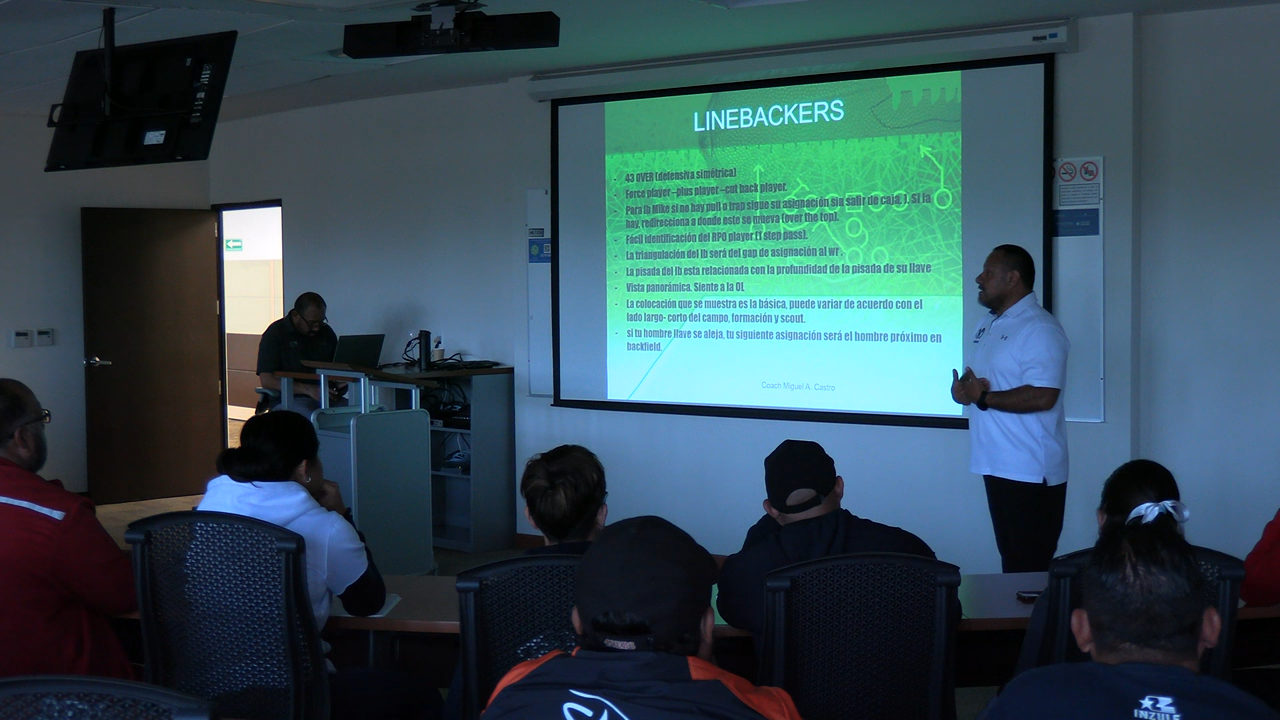 LINEBACKERS
- 43 OVER (defensiva simétrica)
- Force player –plus player –cut back player.
- Para lb Mike si no hay pull o trap sigue su asignación sin salir de caja, ). Si la
hay, redirecciona a donde este se mueva (over the top).
- Fácil identificación del RPO player (1 step pass).
- La triangulación del lb será del gap de asignación al wr .
- La pisada del lb esta relacionada con la profundidad de la pisada de su llave
- Vista panorámica. Siente a la OL
- La colocación que se muestra es la básica, puede variar de acuerdo con el
lado largo- corto del campo, formación y scout.
- si tu hombre llave se aleja, tu siguiente asignación será el hombre próximo en
backfield.
Coach Miguel A. Castro.
INZULE